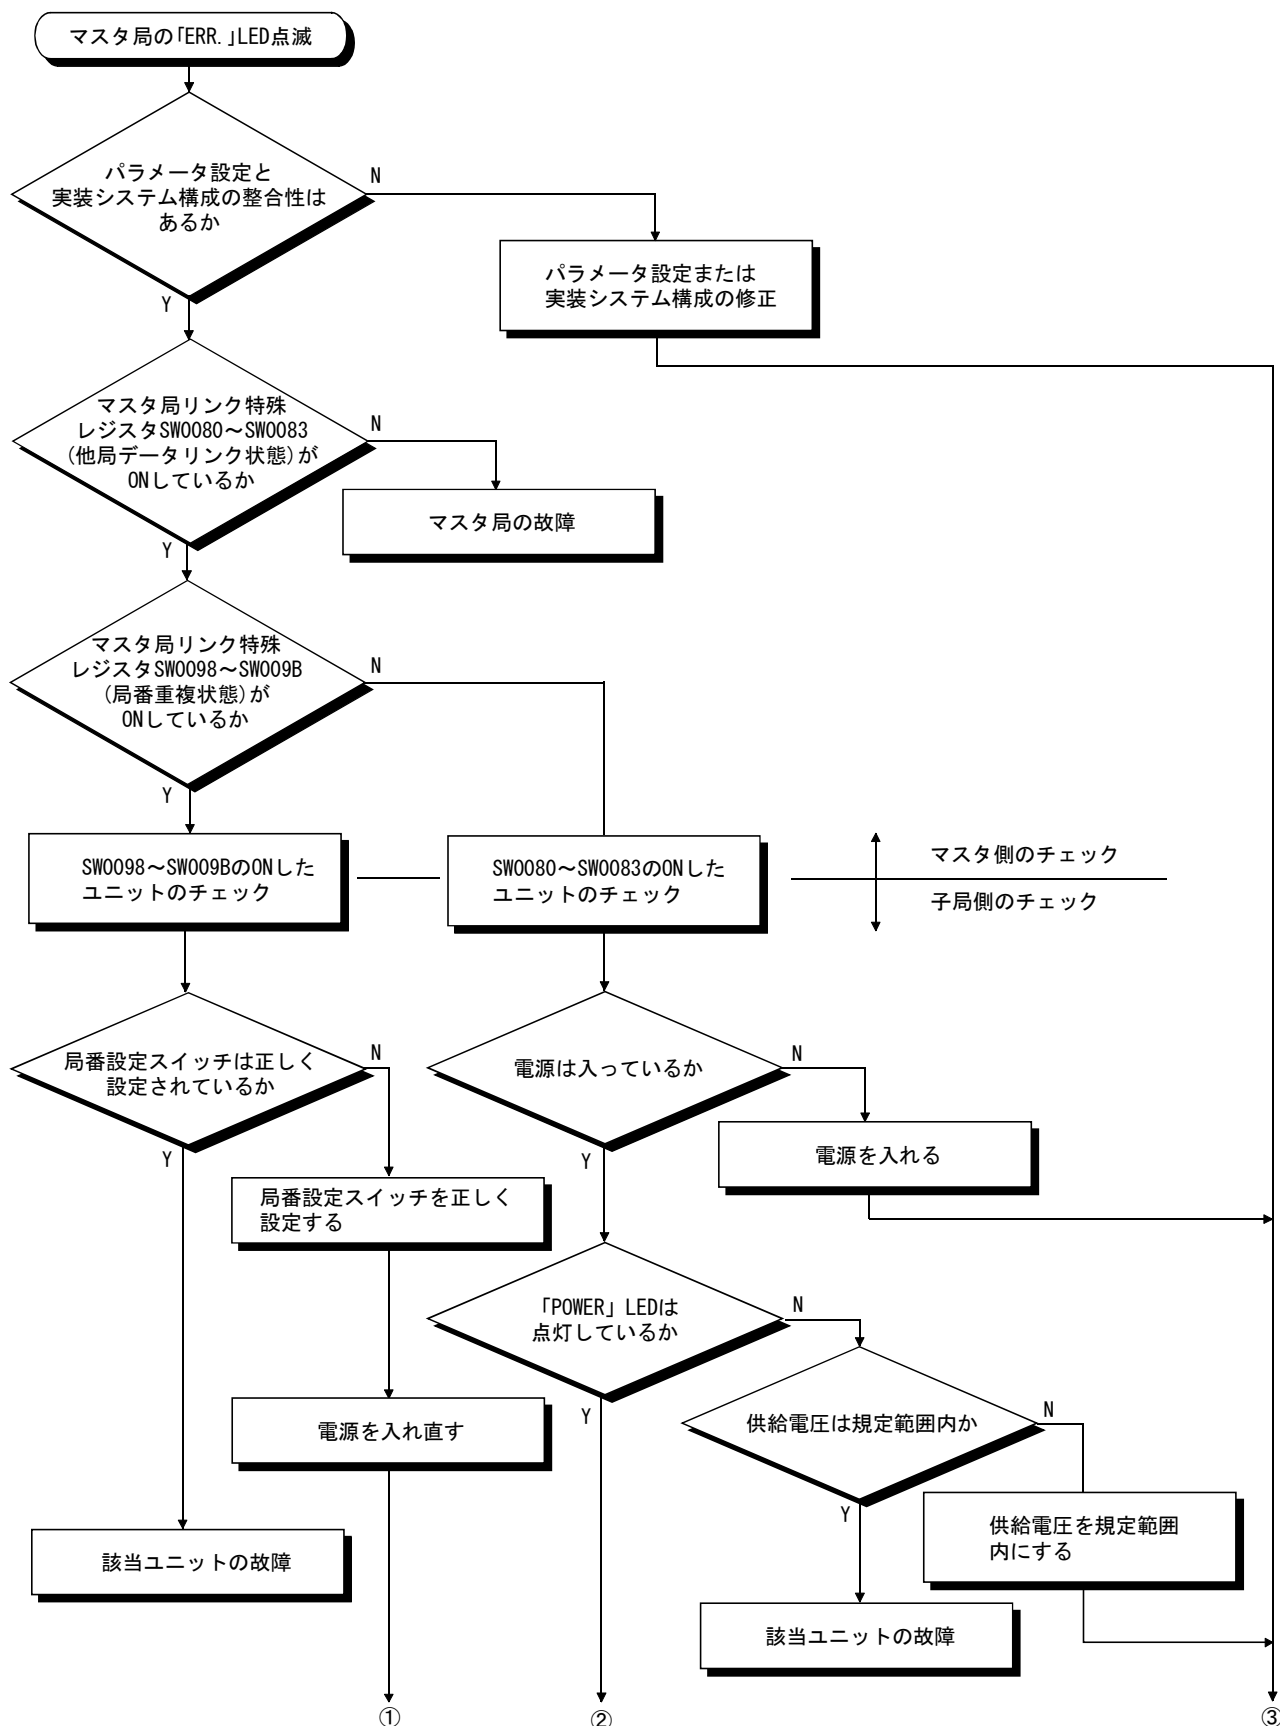 マスタ局の「ERR.」LED点滅
パラメータ設定と
実装システム構成の整合性は
あるか
N
Y
パラメータ設定または
実装システム構成の修正
マスタ局リンク特殊
レジスタSW0080～SW0083
(他局データリンク状態)が
ONしているか
N
Y
マスタ局の故障
マスタ局リンク特殊
レジスタSW0098～SW009B
(局番重複状態)が
ONしているか
N
Y
SW0098～SW009BのONした
ユニットのチェック
SW0080～SW0083のONした
ユニットのチェック
マスタ側のチェック
子局側のチェック
局番設定スイッチは正しく
設定されているか
N
Y
電源は入っているか
N
Y
電源を入れる
局番設定スイッチを正しく
設定する
「POWER」LEDは
点灯しているか
N
Y
電源を入れ直す
供給電圧は規定範囲内か
N
Y
供給電圧を規定範囲
内にする
該当ユニットの故障
該当ユニットの故障
①
②
③